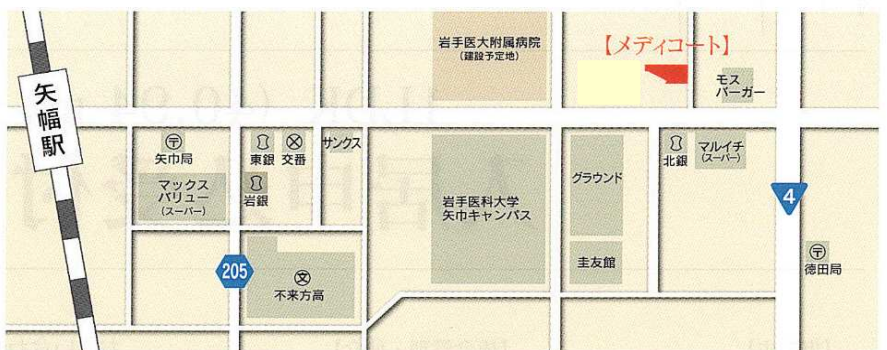 岩手医大附属病院
(建設予定地)
【メディコート】
モス
バーガー
矢幅駅
矢巾局
東銀
交番
サンクス
北銀
マルイチ
(スーパー)
マックス
バリュー
(スーパー)
岩銀
岩手医科大学
矢巾キャンパス
グラウンド
4
205
文
不来方高
圭友館
徳田局